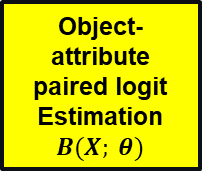 Object-
attribute
paired logit
Estimation
𝑩(𝑿; 𝜽)